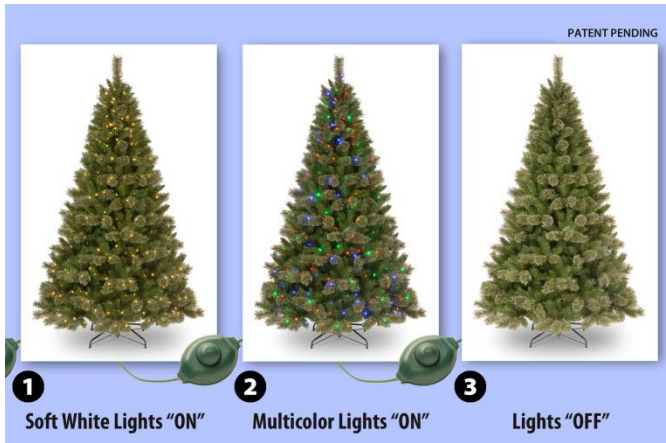 PATENT PENDING
1
Soft White Lights “ON”
2
Multicolor Lights “ON”
3
Lights “OFF”